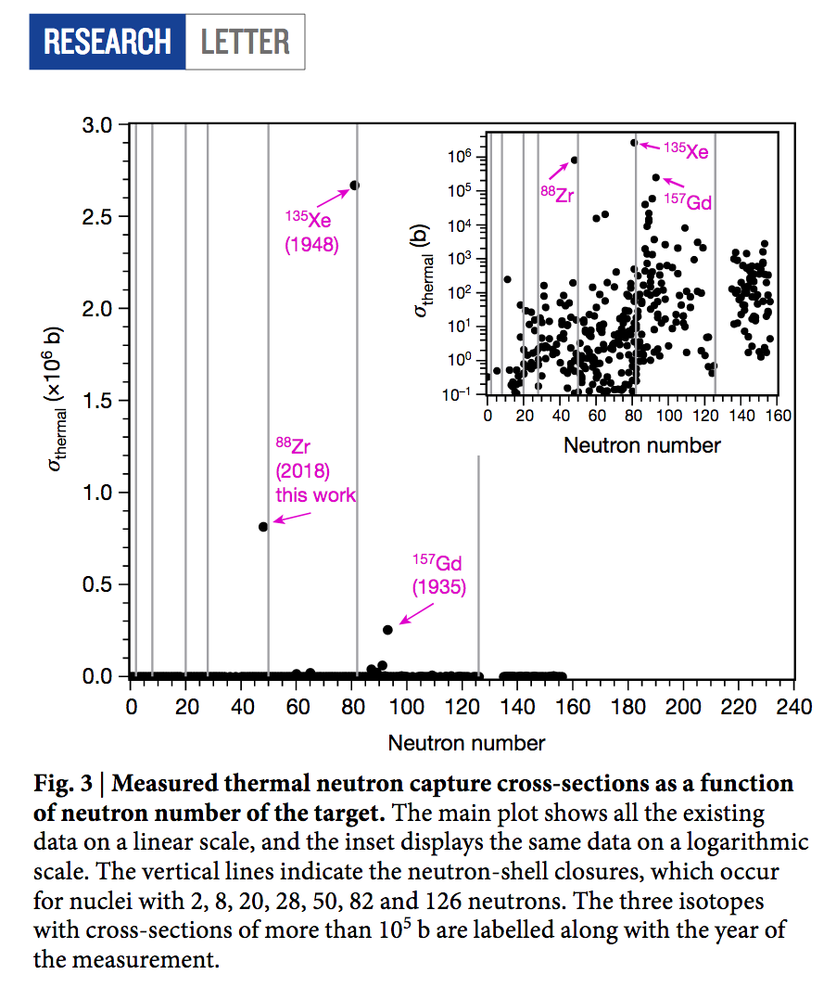 RESEARCH LETTER
3.0
2.5
2.0
1.5
1.0
0.5
0.0
σthermal (×10⁶ b)
¹³⁵Xe
(1948)
⁸⁸Zr
(2018)
this work
¹⁵⁷Gd
(1935)
0 20 40 60 80 100 120 140 160 180 200 220 240
Neutron number
10⁶
10⁵
10⁴
10³
10²
10¹
10⁰
10⁻¹
σthermal (b)
¹³⁵Xe
⁸⁸Zr
¹⁵⁷Gd
0 20 40 60 80 100 120 140 160
Neutron number
Fig. 3 | Measured thermal neutron capture cross-sections as a function
of neutron number of the target. The main plot shows all the existing
data on a linear scale, and the inset displays the same data on a logarithmic
scale. The vertical lines indicate the neutron-shell closures, which occur
for nuclei with 2, 8, 20, 28, 50, 82 and 126 neutrons. The three isotopes
with cross-sections of more than 10⁵ b are labelled along with the year of
the measurement.